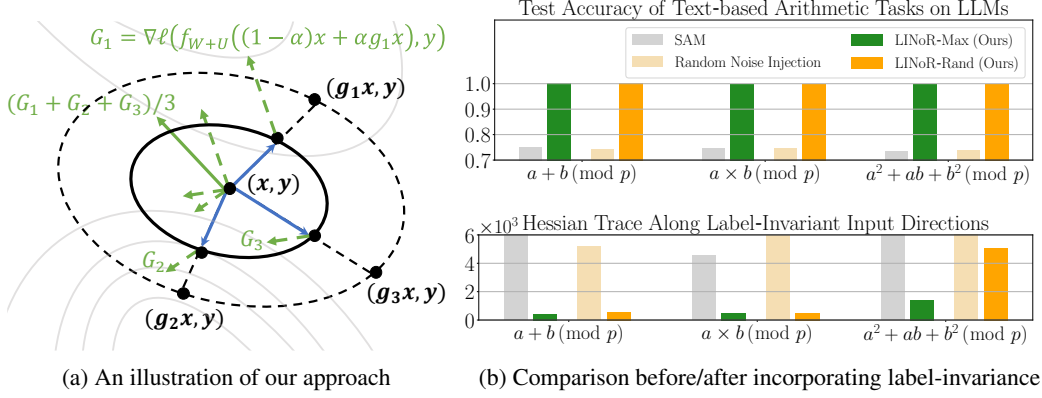 G₁ = ∇ℓ(f_{W+U}((1 − α)x + αg₁x), y)
(g₁x, y)
(G₁ + G₂ + G₃)/3
(x, y)
G₃
G₂
(g₃x, y)
(g₂x, y)
(a) An illustration of our approach
Test Accuracy of Text-based Arithmetic Tasks on LLMs
SAM
Random Noise Injection
LINoR-Max (Ours)
LINoR-Rand (Ours)
1.0
0.9
0.8
0.7
a + b (mod p)
a × b (mod p)
a² + ab + b² (mod p)
×10³
Hessian Trace Along Label-Invariant Input Directions
6
4
2
0
a + b (mod p)
a × b (mod p)
a² + ab + b² (mod p)
(b) Comparison before/after incorporating label-invariance